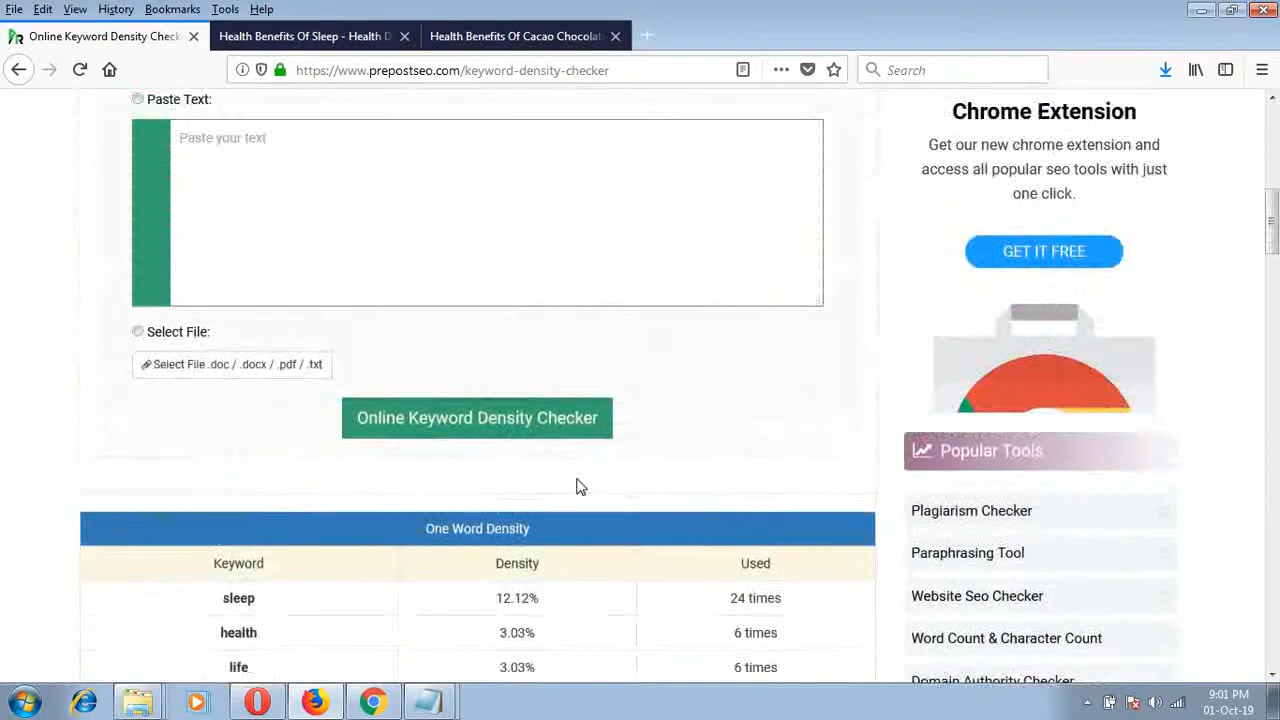 File Edit View History Bookmarks Tools Help
Online Keyword Density Check
Health Benefits Of Sleep - Health D
Health Benefits Of Cacao Chocolat
https://www.prepostseo.com/keyword-density-checker
Search
Paste Text:
Paste your text
Select File:
Select File .doc / .docx / .pdf / .txt
Online Keyword Density Checker
One Word Density
Keyword Density Used
sleep 12.12% 24 times
health 3.03% 6 times
life 3.03% 6 times
Chrome Extension
Get our new chrome extension and
access all popular seo tools with just
one click.
GET IT FREE
Popular Tools
Plagiarism Checker
Paraphrasing Tool
Website Seo Checker
Word Count & Character Count
Domain Authority Checker
9:01 PM
01-Oct-19